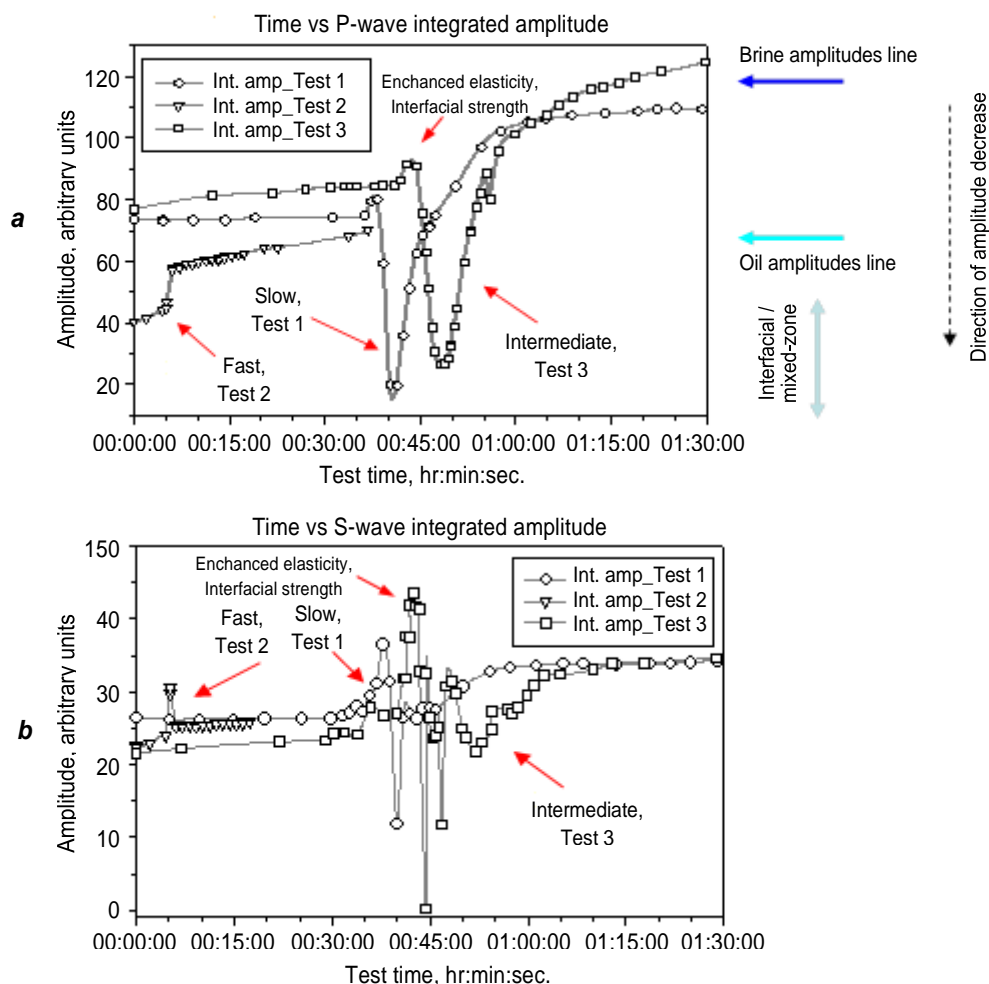 Time vs P-wave integrated amplitude
a
Amplitude, arbitrary units
120
100
80
60
40
20
Int. amp_Test 1
Int. amp_Test 2
Int. amp_Test 3
Enchanced elasticity,
Interfacial strength
Slow,
Test 1
Fast,
Test 2
Intermediate,
Test 3
00:00:00 00:15:00 00:30:00 00:45:00 01:00:00 01:15:00 01:30:00
Test time, hr:min:sec.
Brine amplitudes line
Oil amplitudes line
Interfacial /
mixed-zone
Direction of amplitude decrease
Time vs S-wave integrated amplitude
b
Amplitude, arbitrary units
150
40
30
20
10
0
Enchanced elasticity,
Interfacial strength
Fast,
Test 2
Slow,
Test 1
Int. amp_Test 1
Int. amp_Test 2
Int. amp_Test 3
Intermediate,
Test 3
00:00:00 00:15:00 00:30:00 00:45:00 01:00:00 01:15:00 01:30:00
Test time, hr:min:sec.